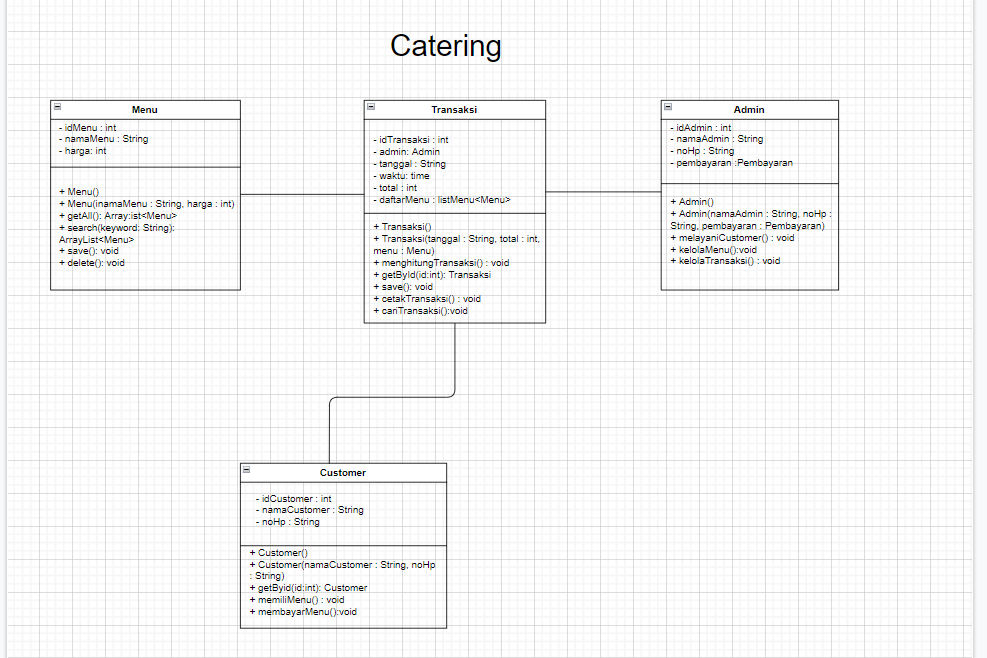 Catering
Menu
- idMenu : int
- namaMenu : String
- harga: int
+ Menu()
+ Menu(inamaMenu : String, harga : int)
+ getAll(): Array:ist<Menu>
+ search(keyword: String):
ArrayList<Menu>
+ save(): void
+ delete(): void
Transaksi
- idTransaksi : int
- admin: Admin
- tanggal : String
- waktu: time
- total : int
- daftarMenu : listMenu<Menu>
+ Transaksi()
+ Transaksi(tanggal : String, total : int,
menu : Menu)
+ menghitungTransaksi() : void
+ getById(id:int): Transaksi
+ save(): void
+ cetakTransaksi() : void
+ cariTransaksi():void
Admin
- idAdmin : int
- namaAdmin : String
- noHp : String
- pembayaran :Pembayaran
+ Admin()
+ Admin(namaAdmin : String, noHp :
String, pembayaran : Pembayaran)
+ melayaniCustomer() : void
+ kelolaMenu():void
+ kelolaTransaksi() : void
Customer
- idCustomer : int
- namaCustomer : String
- noHp : String
+ Customer()
+ Customer(namaCustomer : String, noHp
: String)
+ getByid(id:int): Customer
+ memiliMenu() : void
+ membayarMenu():void